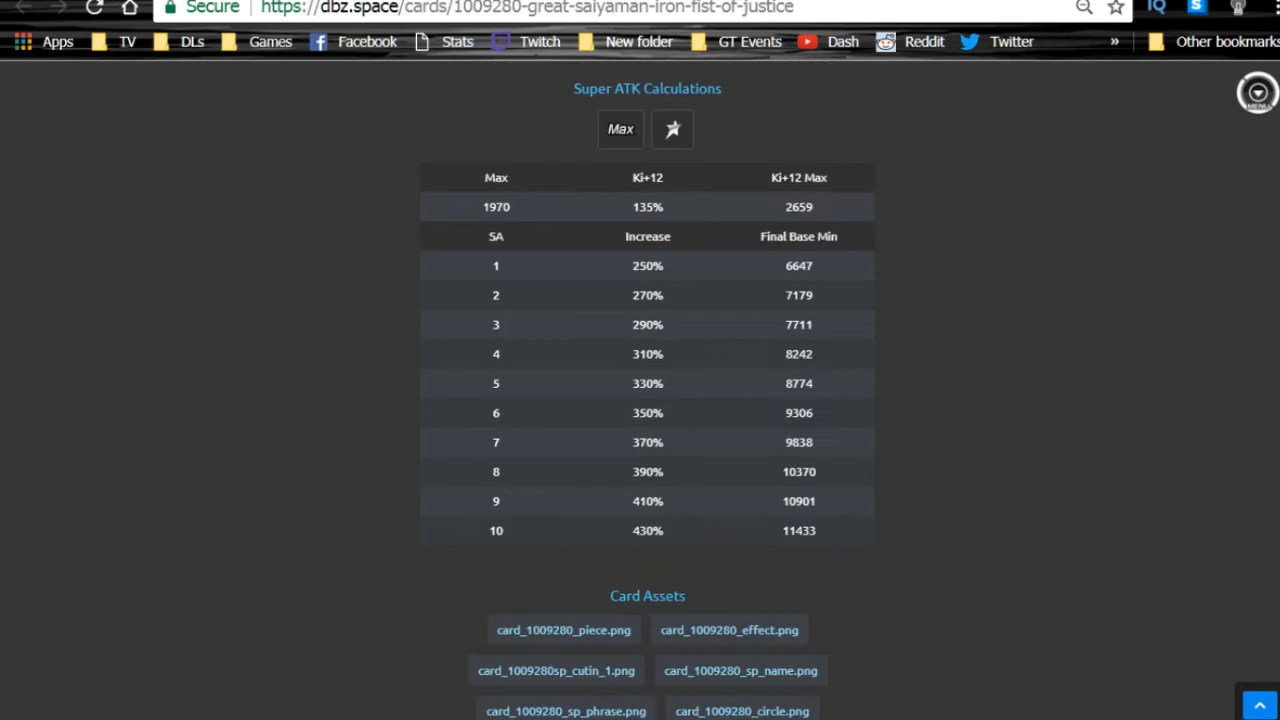 Secure https://dbz.space/cards/1009280-great-saiyaman-iron-fist-of-justice IQ S
Apps TV DLs Games Facebook Stats Twitch New folder GT Events Dash Reddit Twitter » Other bookmarks
Super ATK Calculations
MENU
Max
Max Ki+12 Ki+12 Max
1970 135% 2659
SA Increase Final Base Min
1 250% 6647
2 270% 7179
3 290% 7711
4 310% 8242
5 330% 8774
6 350% 9306
7 370% 9838
8 390% 10370
9 410% 10901
10 430% 11433
Card Assets
card_1009280_piece.png card_1009280_effect.png
card_1009280sp_cutin_1.png card_1009280_sp_name.png
card_1009280_sp_phrase.png card_1009280_circle.png